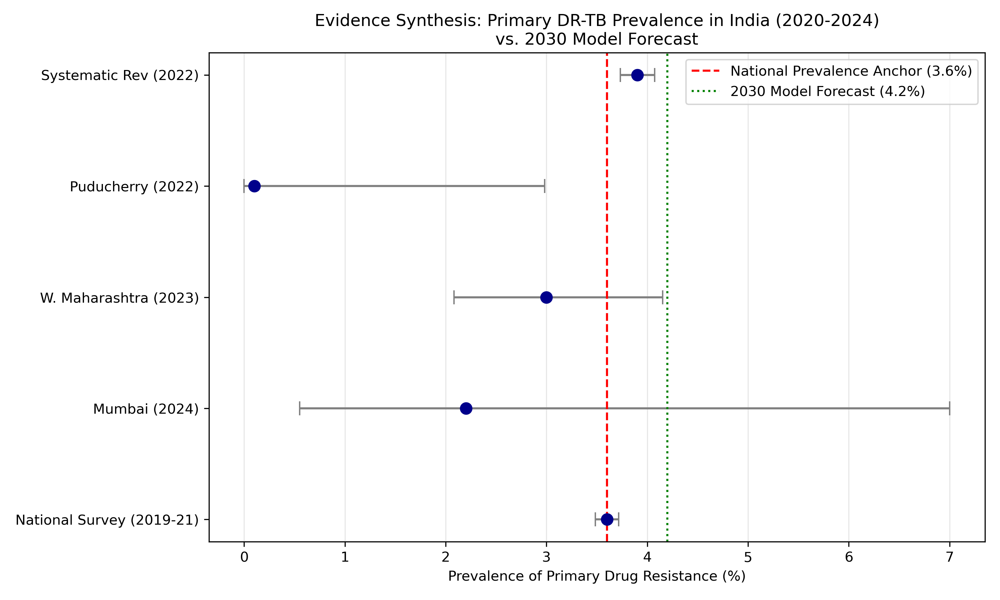 Evidence Synthesis: Primary DR-TB Prevalence in India (2020-2024)
vs. 2030 Model Forecast
National Prevalence Anchor (3.6%)
2030 Model Forecast (4.2%)
Systematic Rev (2022)
Puducherry (2022)
W. Maharashtra (2023)
Mumbai (2024)
National Survey (2019-21)
0 1 2 3 4 5 6 7
Prevalence of Primary Drug Resistance (%)